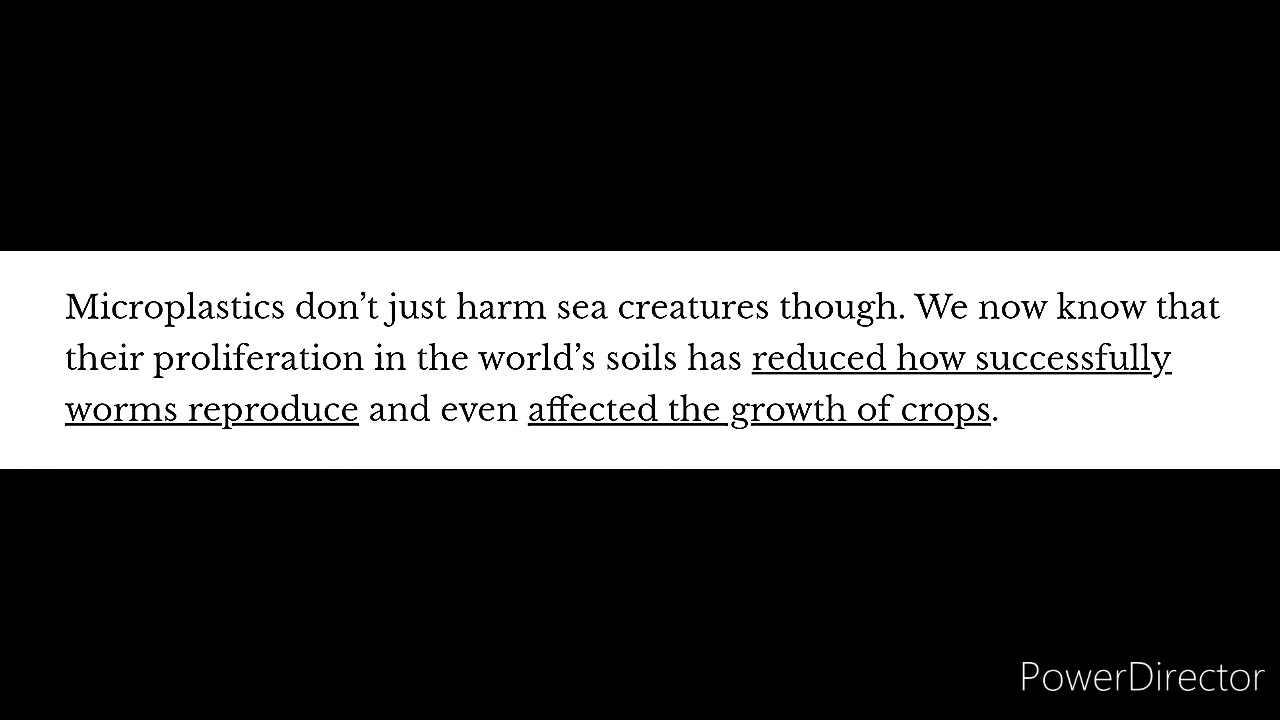 Microplastics don’t just harm sea creatures though. We now know that
their proliferation in the world’s soils has reduced how successfully
worms reproduce and even affected the growth of crops.
PowerDirector